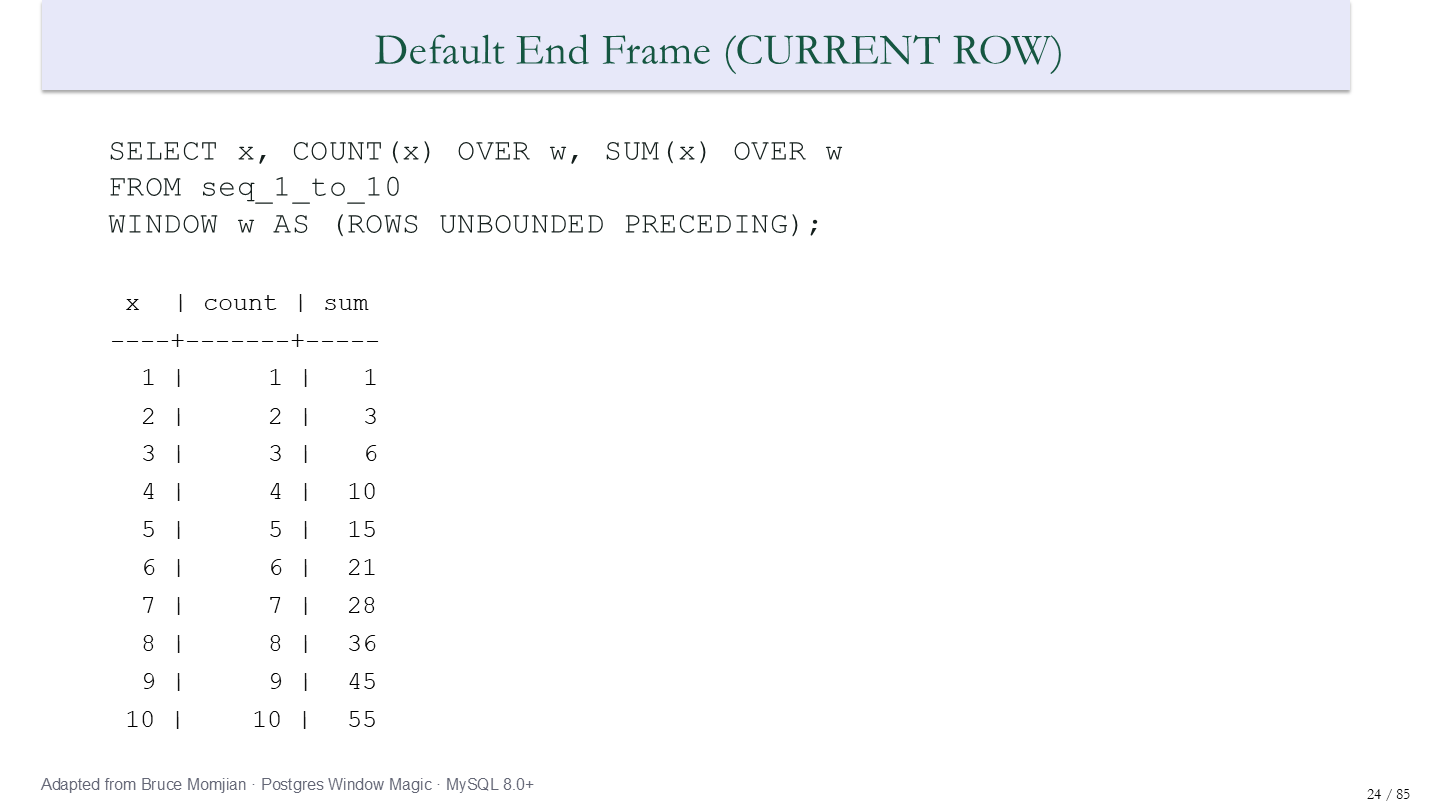 Default End Frame (CURRENT ROW)
SELECT x, COUNT(x) OVER w, SUM(x) OVER w
FROM seq_1_to_10
WINDOW w AS (ROWS UNBOUNDED PRECEDING);
 x  | count | sum
----+-------+-----
  1 |     1 |   1
  2 |     2 |   3
  3 |     3 |   6
  4 |     4 |  10
  5 |     5 |  15
  6 |     6 |  21
  7 |     7 |  28
  8 |     8 |  36
  9 |     9 |  45
 10 |    10 |  55
Adapted from Bruce Momjian · Postgres Window Magic · MySQL 8.0+
24 / 85